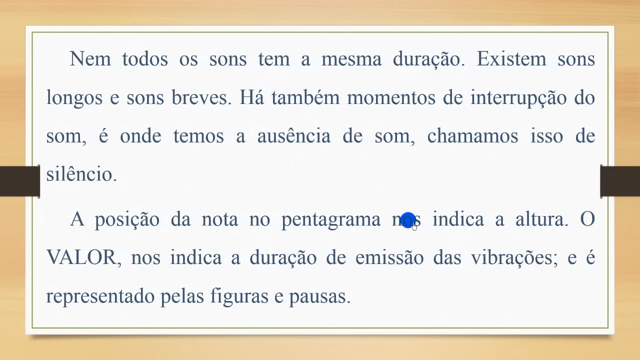 Nem todos os sons tem a mesma duração. Existem sons
longos e sons breves. Há também momentos de interrupção do
som, é onde temos a ausência de som, chamamos isso de
silêncio.
A posição da nota no pentagrama nos indica a altura. O
VALOR, nos indica a duração de emissão das vibrações; e é
representado pelas figuras e pausas.